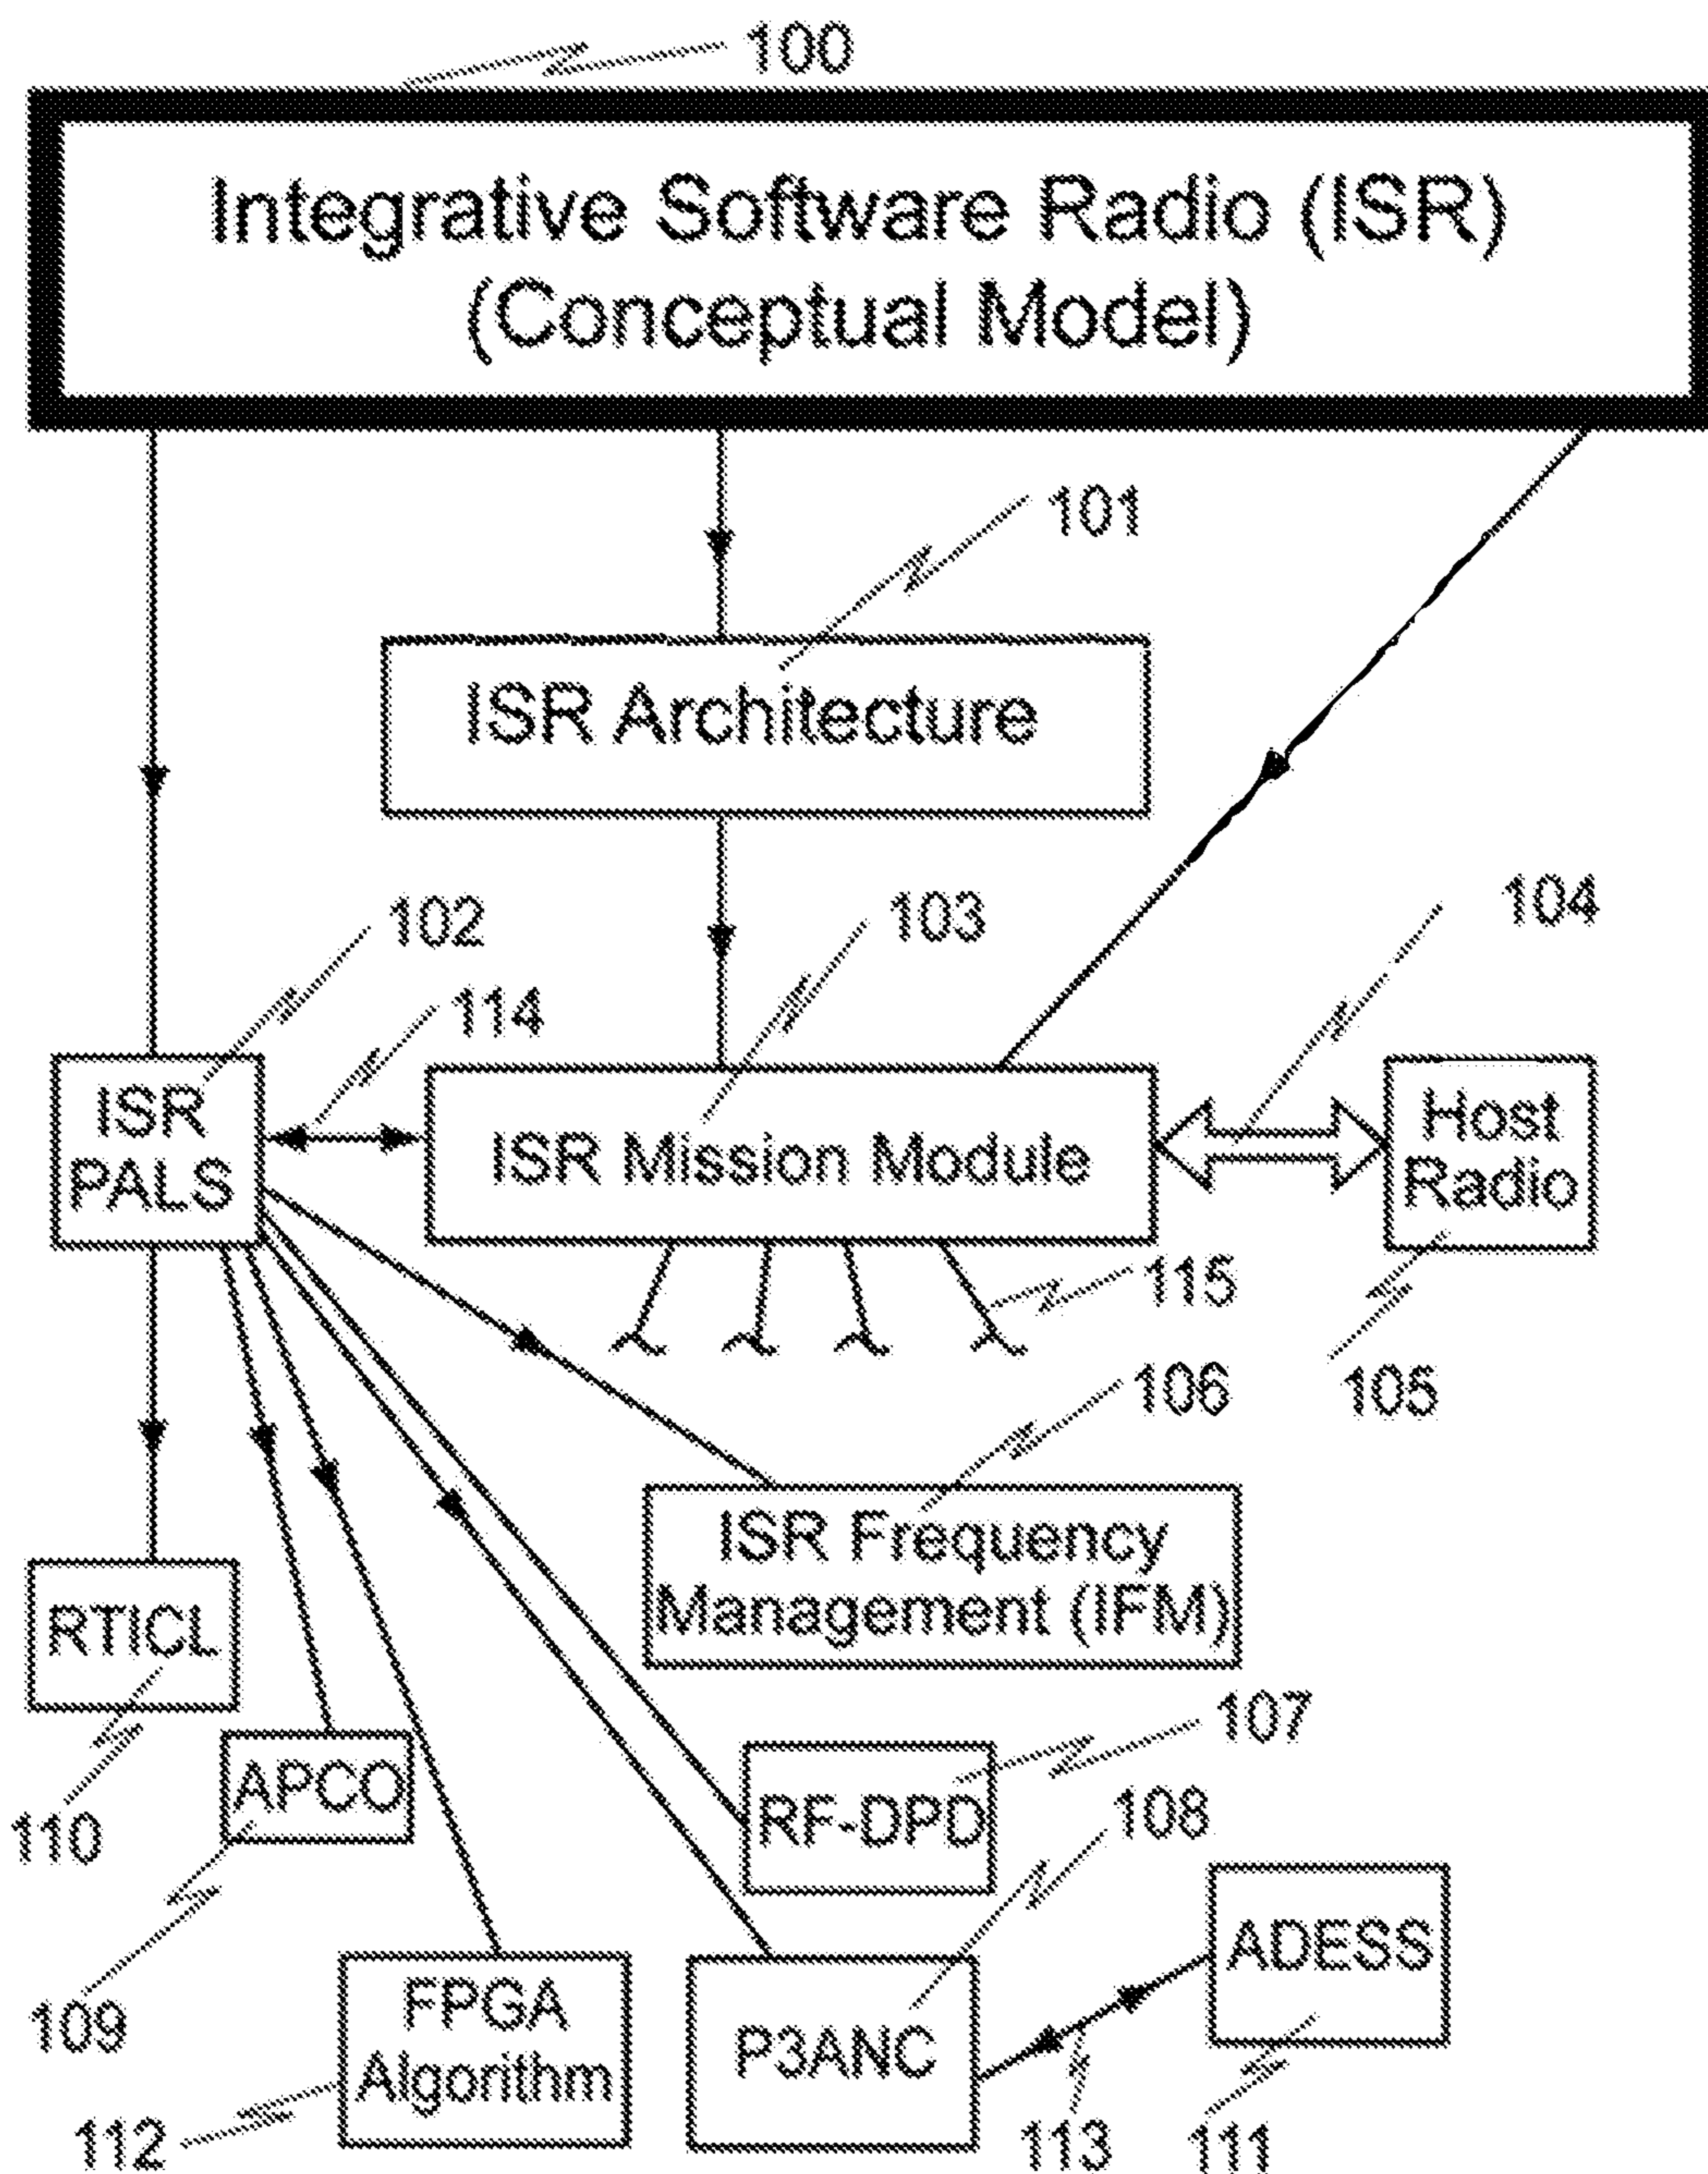 100
Integrative Software Radio (ISR)
(Conceptual Model)
101
ISR Architecture
102
103
104
114
ISR
PALS
ISR Mission Module
Host
Radio
115
106
105
ISR Frequency
Management (IFM)
RTICL
107
APCO
RF-DPD
108
110
ADESS
109
FPGA
Algorithm
P3ANC
112
113
111